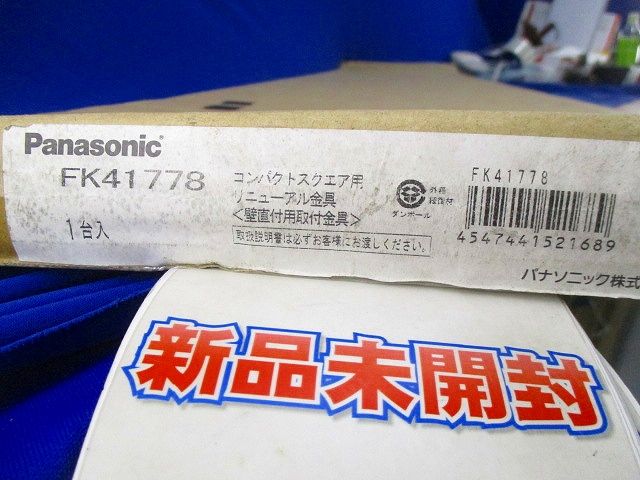 Panasonic
FK41778
1台入
コンパクトスクエア用
リニューアル金具
<壁直付用取付金具>
取扱説明書は必ずお客様にお渡しください。
外箱
段ボール
FK41778
4547441521689
パナソニック株式
新品未開封